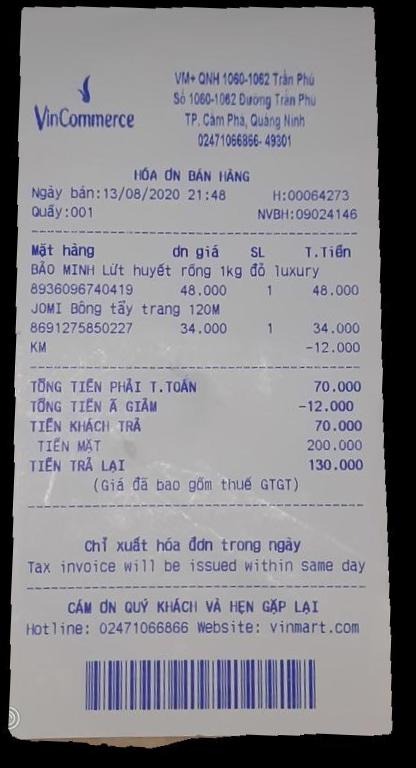 VinCommerce
VM+ QNH 1060-1062 Trần Phú
Số 1060-1062 Đường Trần Phú
TP. Cẩm Phả, Quảng Ninh
02471066866- 49301
HÓA ƠN BÁN HÀNG
Ngày bán:13/08/2020 21:48 H:00064273
Quầy:001 NVBH:09024146
Mặt hàng ơn giá SL T.Tiền
BẢO MINH Lứt huyết rồng 1kg đỏ luxury
8936096740419 48.000 1 48.000
JOMI Bông tẩy trang 120M
8691275850227 34.000 1 34.000
KM -12.000
TỔNG TIỀN PHẢI T.TOÁN 70.000
TỔNG TIỀN Ã GIẢM -12.000
TIỀN KHÁCH TRẢ 70.000
TIỀN MẶT 200.000
TIỀN TRẢ LẠI 130.000
(Giá đã bao gồm thuế GTGT)
Chỉ xuất hóa đơn trong ngày
Tax invoice will be issued within same day
CẢM ƠN QUÝ KHÁCH VÀ HẸN GẶP LẠI
Hotline: 02471066866 Website: vinmart.com